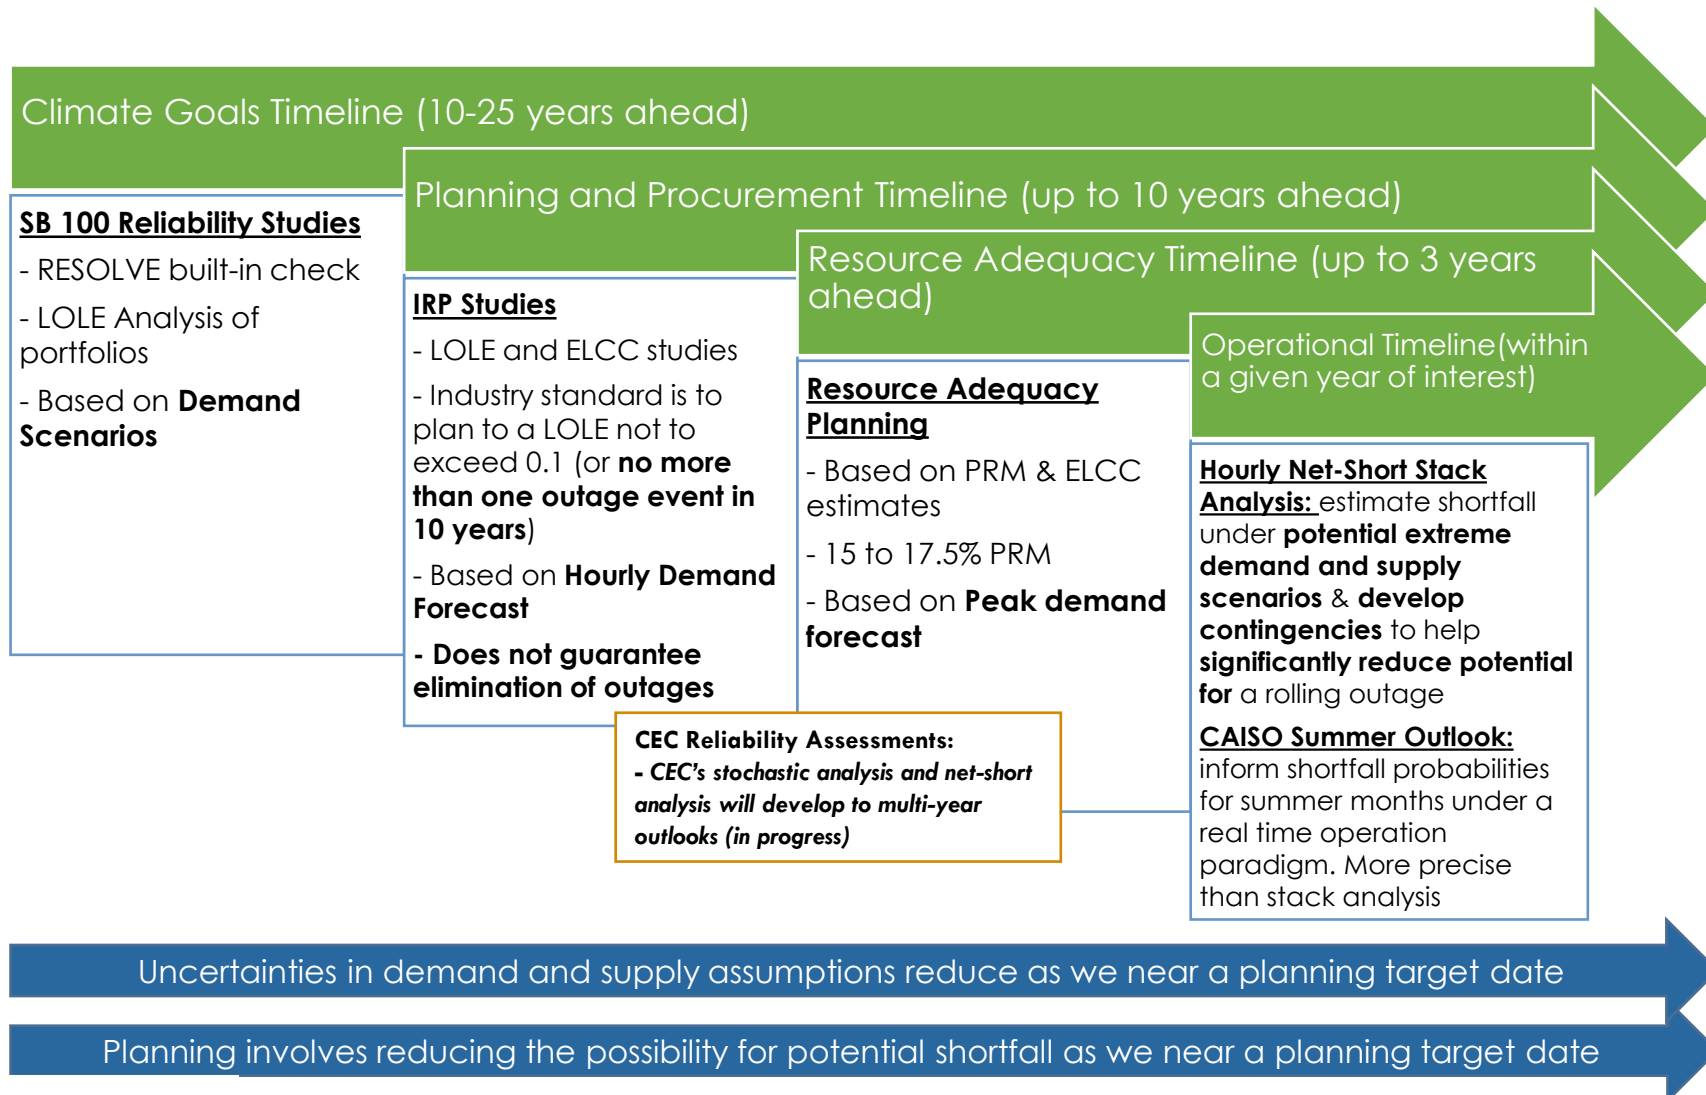 Climate Goals Timeline (10-25 years ahead)
Planning and Procurement Timeline (up to 10 years ahead)
Resource Adequacy Timeline (up to 3 years
ahead)
Operational Timeline(within
a given year of interest)
SB 100 Reliability Studies
- RESOLVE built-in check
- LOLE Analysis of
portfolios
- Based on Demand
Scenarios
IRP Studies
- LOLE and ELCC studies
- Industry standard is to
plan to a LOLE not to
exceed 0.1 (or no more
than one outage event in
10 years)
- Based on Hourly Demand
Forecast
- Does not guarantee
elimination of outages
Resource Adequacy
Planning
- Based on PRM & ELCC
estimates
- 15 to 17.5% PRM
- Based on Peak demand
forecast
Hourly Net-Short Stack
Analysis: estimate shortfall
under potential extreme
demand and supply
scenarios & develop
contingencies to help
significantly reduce potential
for a rolling outage
CAISO Summer Outlook:
inform shortfall probabilities
for summer months under a
real time operation
paradigm. More precise
than stack analysis
CEC Reliability Assessments:
- CEC's stochastic analysis and net-short
analysis will develop to multi-year
outlooks (in progress)
Uncertainties in demand and supply assumptions reduce as we near a planning target date
Planning involves reducing the possibility for potential shortfall as we near a planning target date